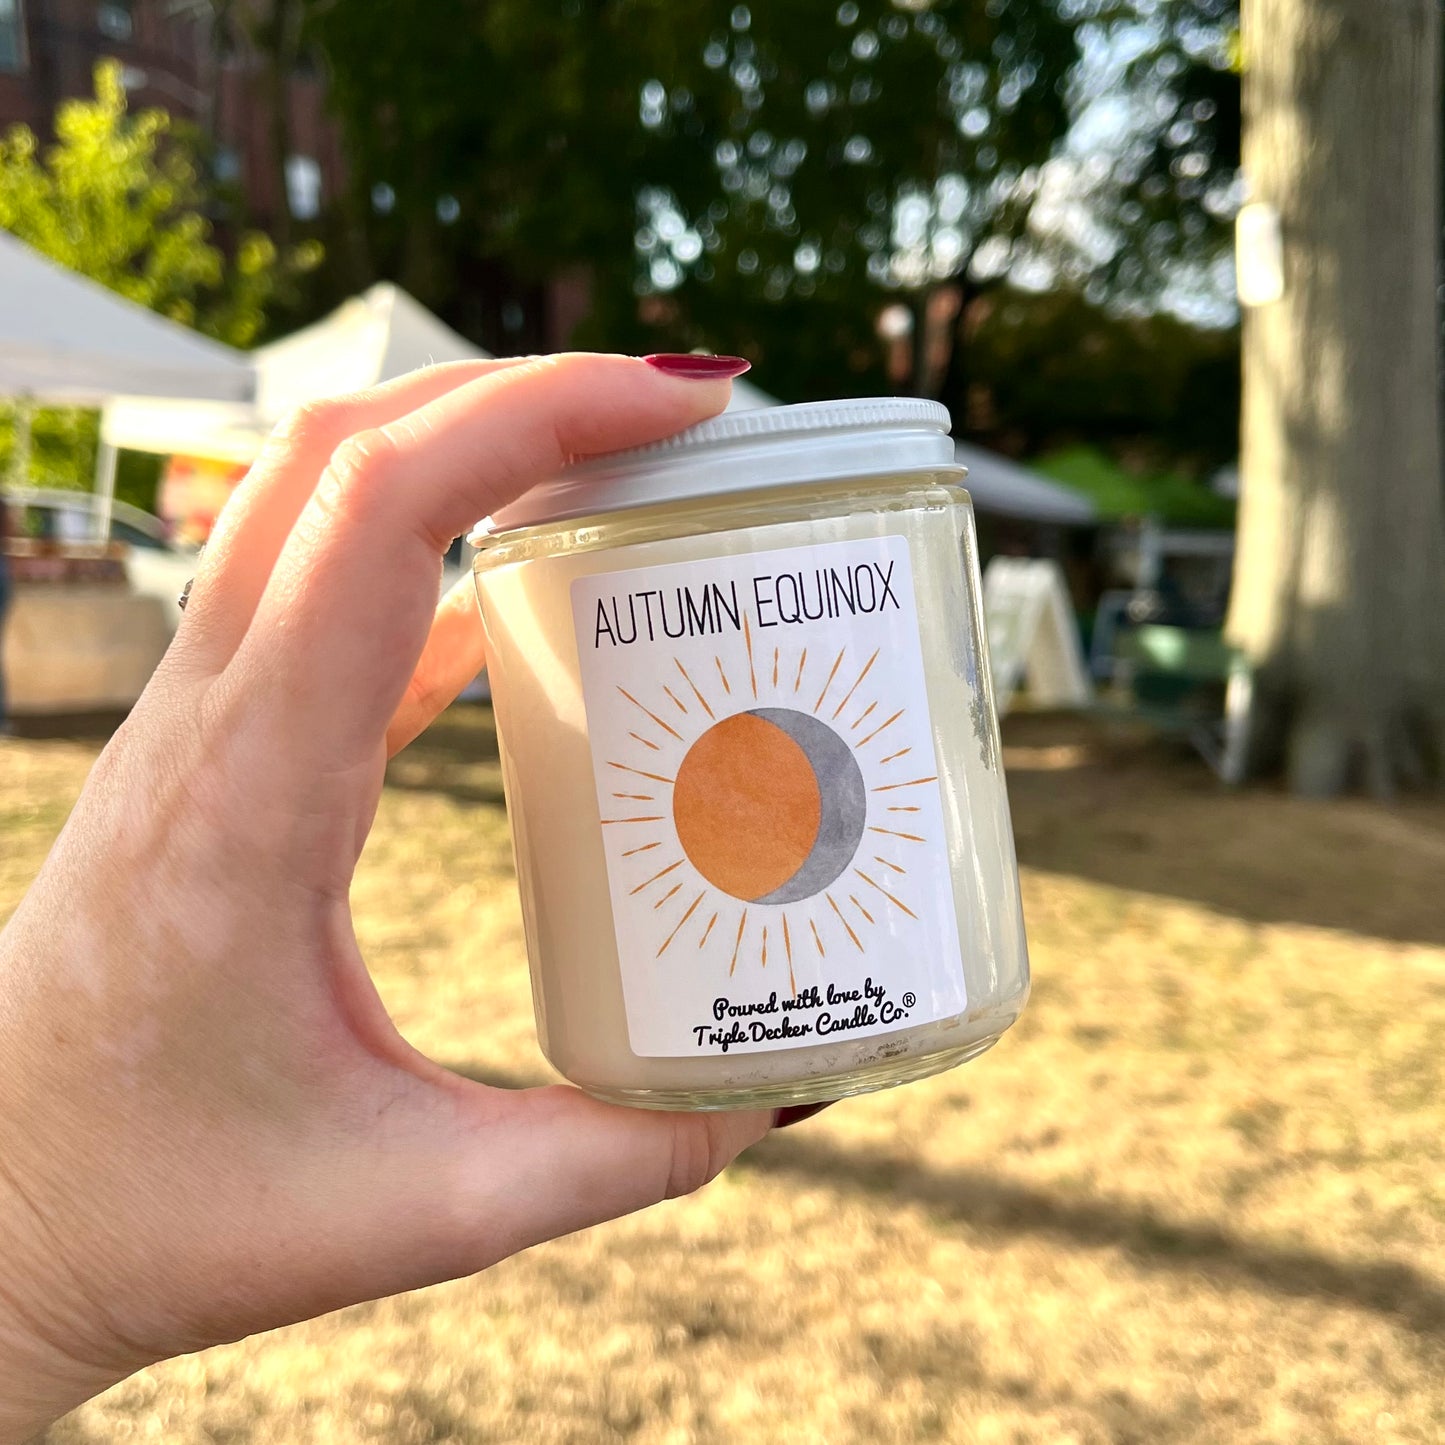 AUTUMN EQUINOX
Poured with love by
Triple Decker Candle Co.®